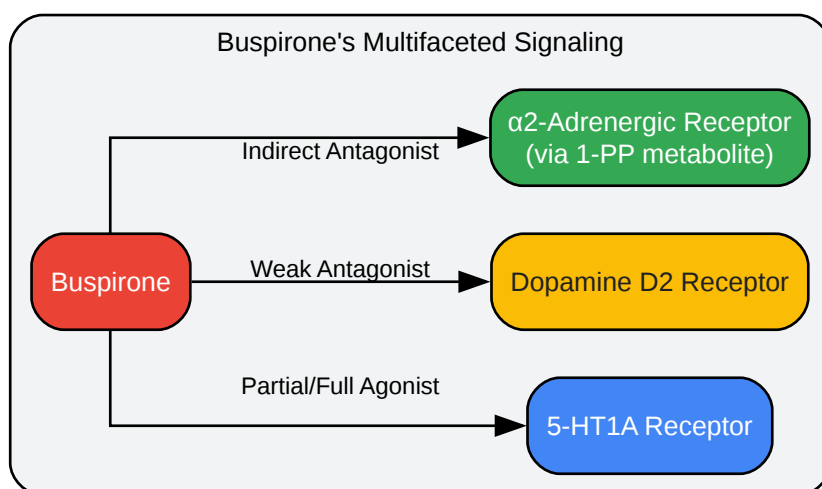 Buspirone's Multifaceted Signaling
α2-Adrenergic Receptor
(via 1-PP metabolite)
Indirect Antagonist
Buspirone
Weak Antagonist
Dopamine D2 Receptor
Partial/Full Agonist
5-HT1A Receptor